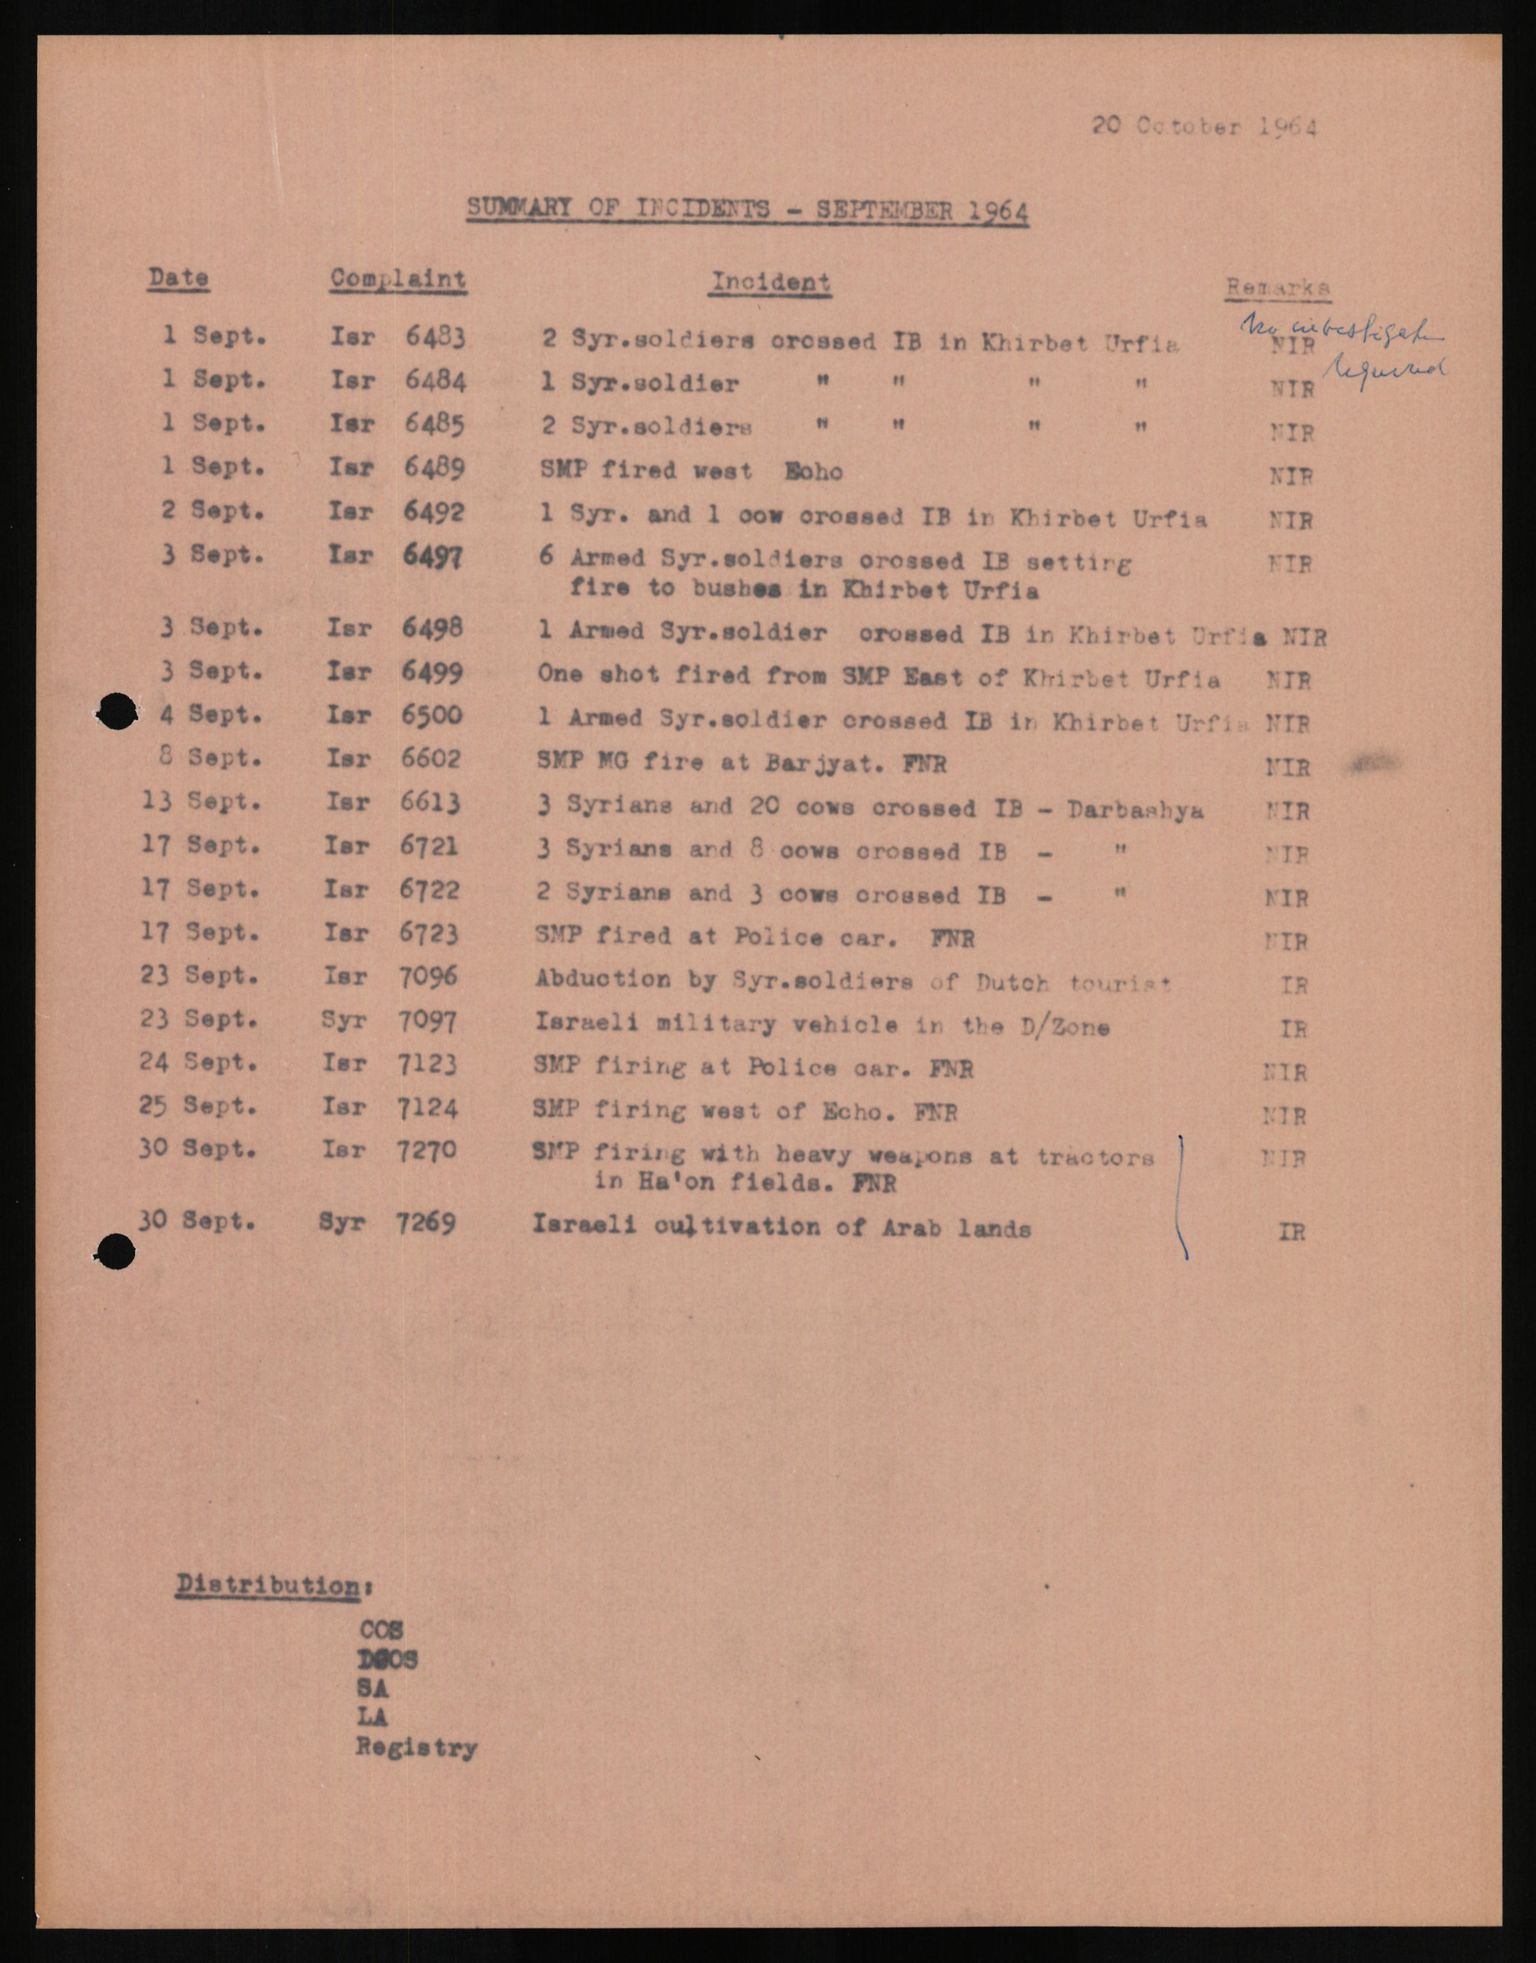 20 October 1964
SUMMARY OF INCIDENTS - SEPTEMBER 1964
Date Complaint Incident Remarks
No investigation
1 Sept. Isr 6483 2 Syr.soldiers crossed IB in Khirbet Urfia NIR
required
1 Sept. Isr 6484 1 Syr.soldier " " " " NIR
1 Sept. Isr 6485 2 Syr.soldiers " " " " NIR
1 Sept. Isr 6489 SMP fired west Echo NIR
2 Sept. Isr 6492 1 Syr. and 1 cow crossed IB in Khirbet Urfia NIR
3 Sept. Isr 6497 6 Armed Syr.soldiers crossed IB setting NIR
fire to bushes in Khirbet Urfia
3 Sept. Isr 6498 1 Armed Syr.soldier crossed IB in Khirbet Urfia NIR
3 Sept. Isr 6499 One shot fired from SMP East of Khirbet Urfia NIR
4 Sept. Isr 6500 1 Armed Syr.soldier crossed IB in Khirbet Urfia NIR
8 Sept. Isr 6602 SMP MG fire at Barjyat. FNR NIR
13 Sept. Isr 6613 3 Syrians and 20 cows crossed IB - Darbashya NIR
17 Sept. Isr 6721 3 Syrians and 8 cows crossed IB - " NIR
17 Sept. Isr 6722 2 Syrians and 3 cows crossed IB - " NIR
17 Sept. Isr 6723 SMP fired at Police car. FNR NIR
23 Sept. Isr 7096 Abduction by Syr.soldiers of Dutch tourist IR
23 Sept. Syr 7097 Israeli military vehicle in the D/Zone IR
24 Sept. Isr 7123 SMP firing at Police car. FNR NIR
25 Sept. Isr 7124 SMP firing west of Echo. FNR NIR
30 Sept. Isr 7270 SMP firing with heavy weapons at tractors NIR
in Ha'on fields. FNR
30 Sept. Syr 7269 Israeli cultivation of Arab lands IR
Distribution:
COS
DCOS
SA
LA
Registry